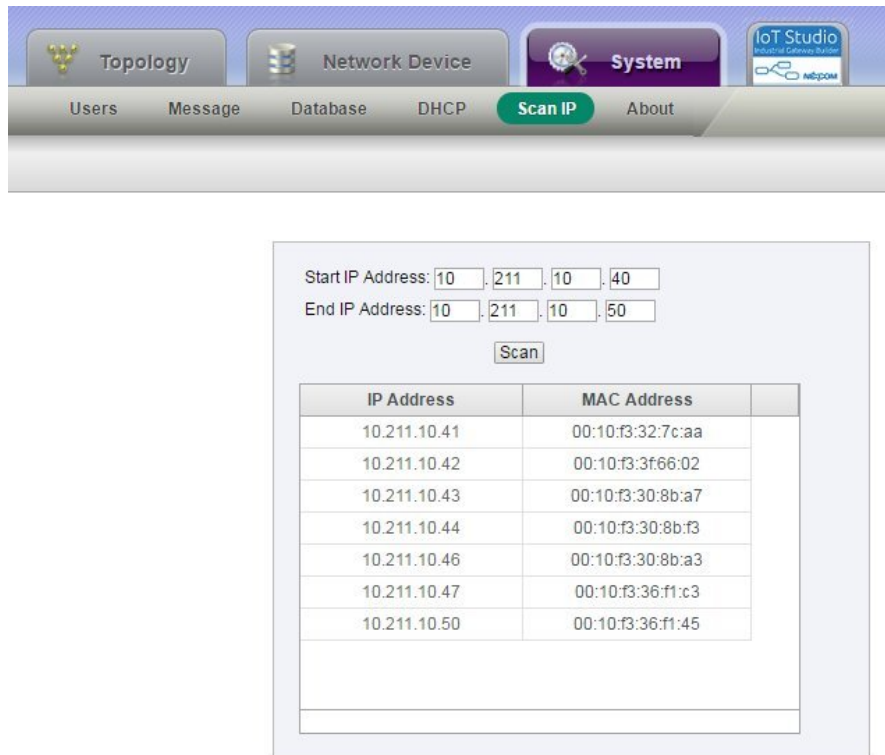 Topology Network Device System IoT Studio
Industrial Gateway Builder
NEXCOM
Users Message Database DHCP Scan IP About
Start IP Address: 10 . 211 . 10 . 40
End IP Address: 10 . 211 . 10 . 50
Scan
IP Address MAC Address
10.211.10.41 00:10:f3:32:7c:aa
10.211.10.42 00:10:f3:3f:66:02
10.211.10.43 00:10:f3:30:8b:a7
10.211.10.44 00:10:f3:30:8b:f3
10.211.10.46 00:10:f3:30:8b:a3
10.211.10.47 00:10:f3:36:f1:c3
10.211.10.50 00:10:f3:36:f1:45